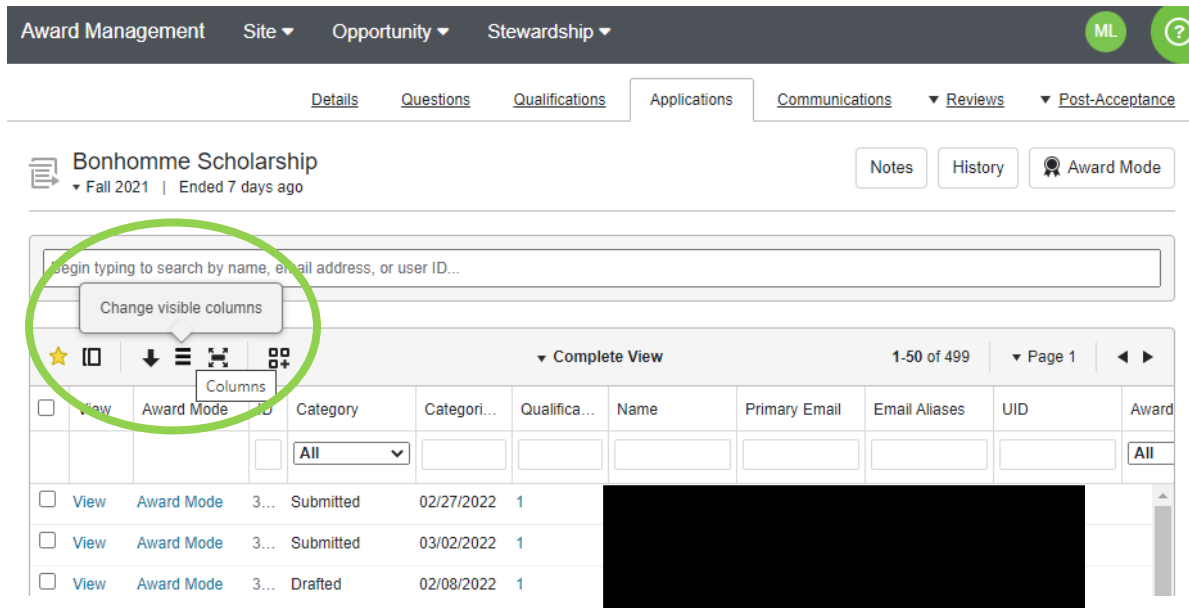 Award Management Site Opportunity Stewardship ML ?
Details Questions Qualifications Applications Communications Reviews Post-Acceptance
Bonhomme Scholarship
Fall 2021 | Ended 7 days ago
Notes History Award Mode
Begin typing to search by name, email address, or user ID...
Change visible columns
Complete View 1-50 of 499 Page 1
Columns
View Award Mode ID Category Categori... Qualifica... Name Primary Email Email Aliases UID Award
All All
View Award Mode 3... Submitted 02/27/2022 1
View Award Mode 3... Submitted 03/02/2022 1
View Award Mode 3... Drafted 02/08/2022 1